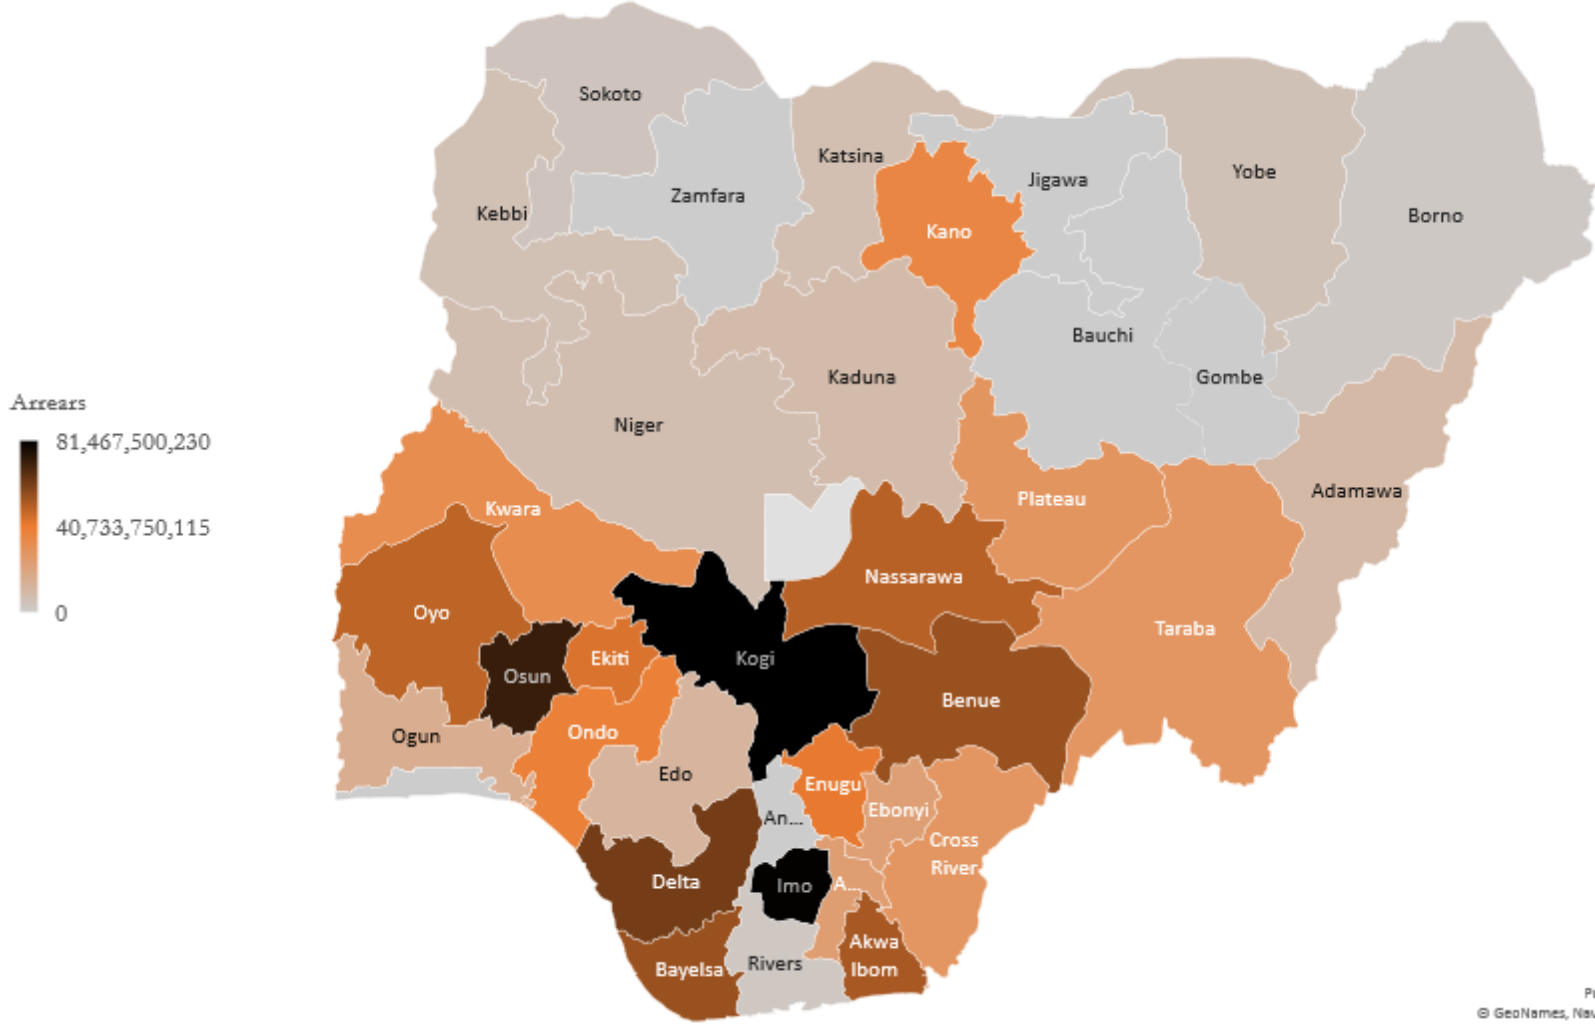 Sokoto
Katsina
Zamfara
Jigawa
Yobe
Kebbi
Borno
Kano
Bauchi
Kaduna
Gombe
Arrears
81,467,500,230
Niger
Adamawa
Plateau
Kwara
40,733,750,115
Nassarawa
0
Oyo
Taraba
Ekiti
Kogi
Osun
Benue
Ondo
Ogun
Edo
Enugu
Ebonyi
An...
Cross
River
Delta
Imo
A...
Akwa
Ibom
Rivers
Bayelsa
© GeoNames,